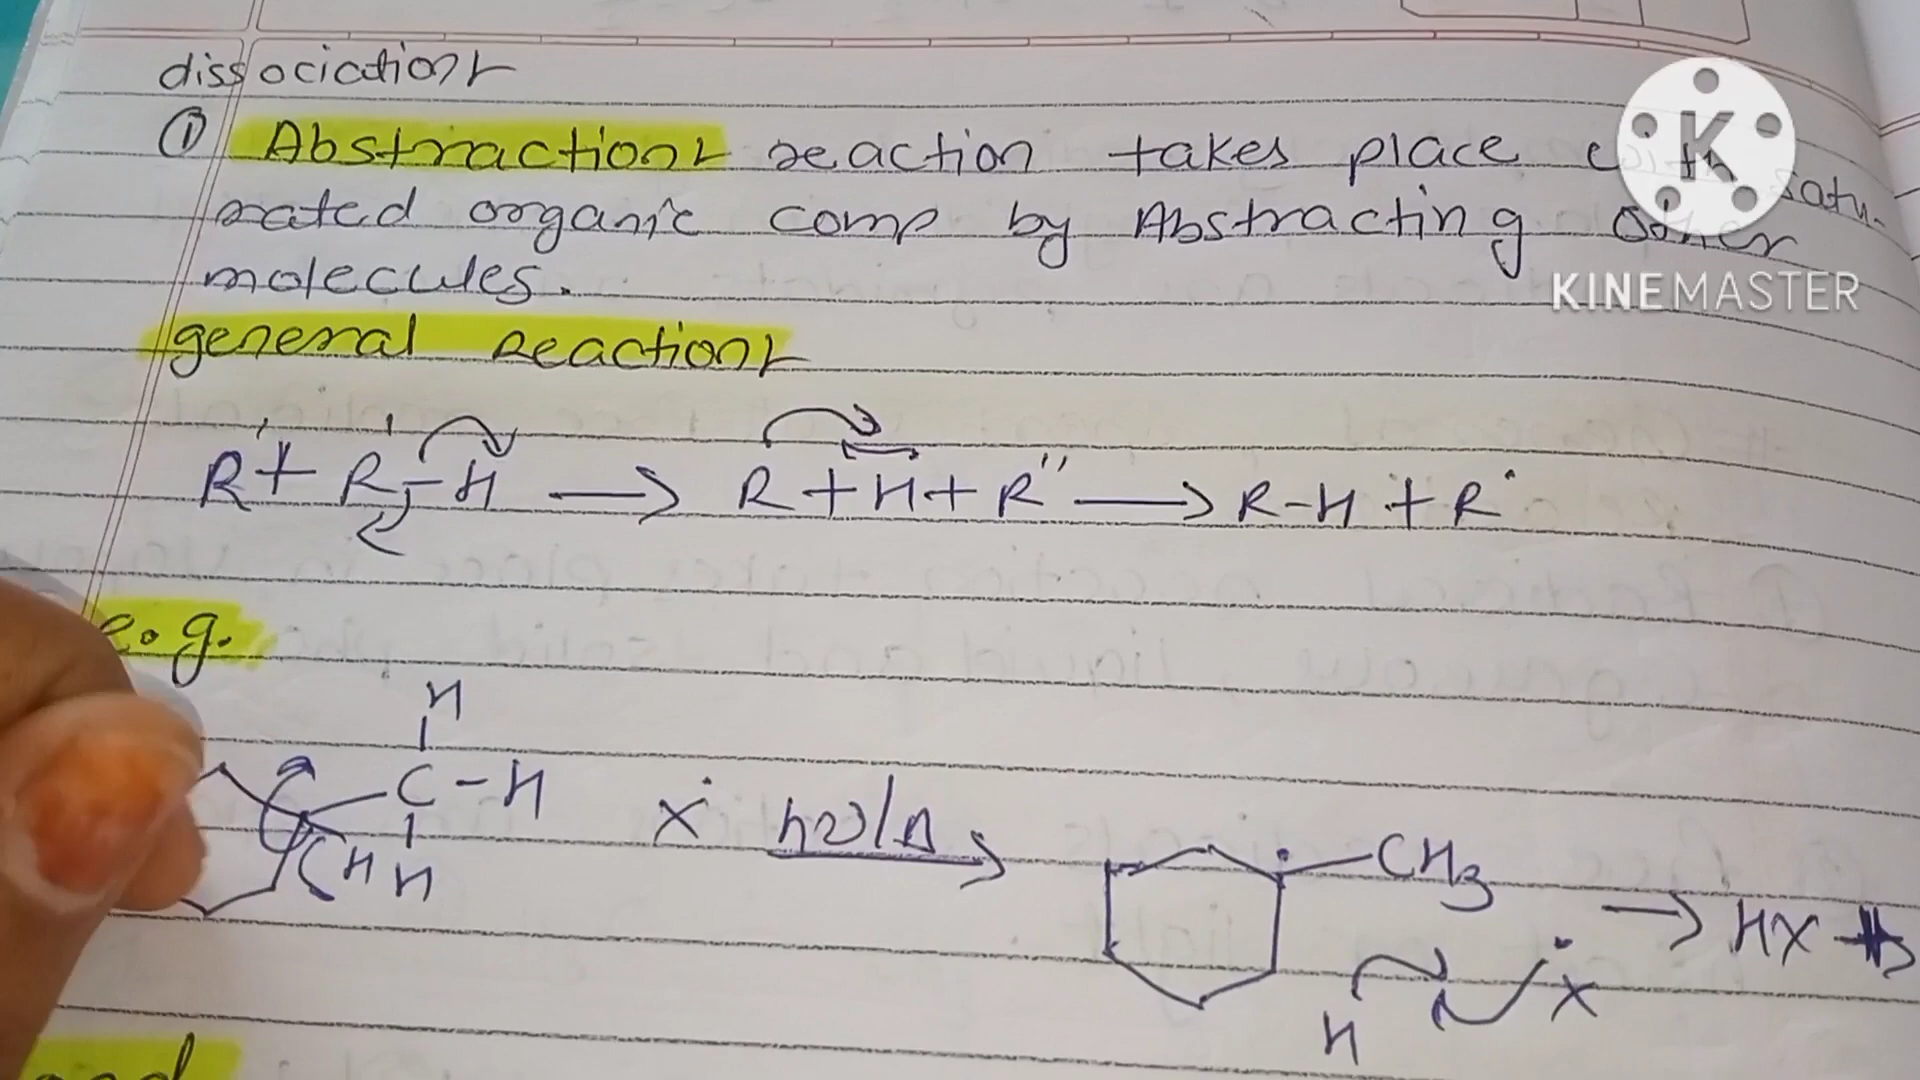 dissociation:
① Abstraction: reaction takes place satu-
rated organic comp by Abstracting other
molecules.
K
KINEMASTER
general reaction:
R' + R'-H → R + H + R'' → R-H + R•
e.g.
H
C-H
H H
X• hν/Δ
CH3
→ HX
H
X•